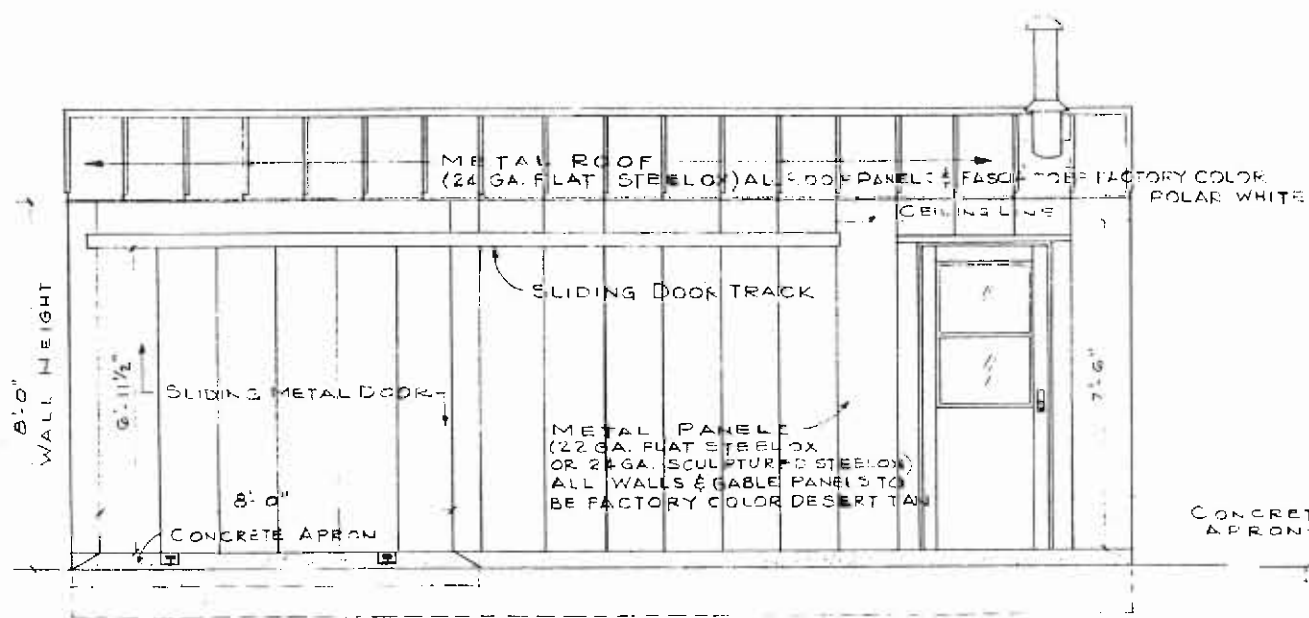 METAL ROOF
(24 GA. FLAT STEELOX) ALL ROOF PANELS & FASCIA TO BE FACTORY COLOR
POLAR WHITE
CEILING LINE
SLIDING DOOR TRACK
8'-0"
WALL HEIGHT
6'-11½"
SLIDING METAL DOOR
7'-6"
METAL PANELS
(22 GA. FLAT STEELOX
OR 24 GA. SCULPTURED STEELOX)
ALL WALLS & GABLE PANELS TO
BE FACTORY COLOR DESERT TAN
8'-0"
CONCRETE APRON
CONCRET
APRON